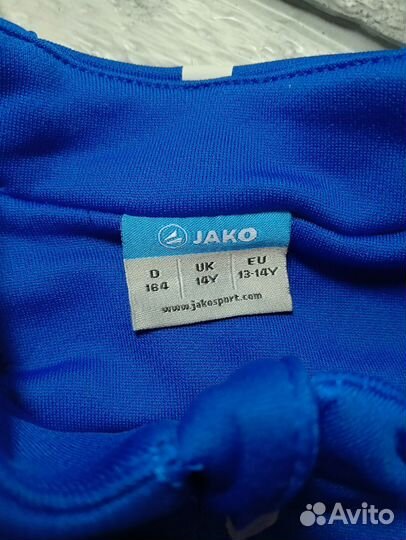 JAKO
D UK EU
164 14Y 13-14Y
www.jakosport.com
Avito